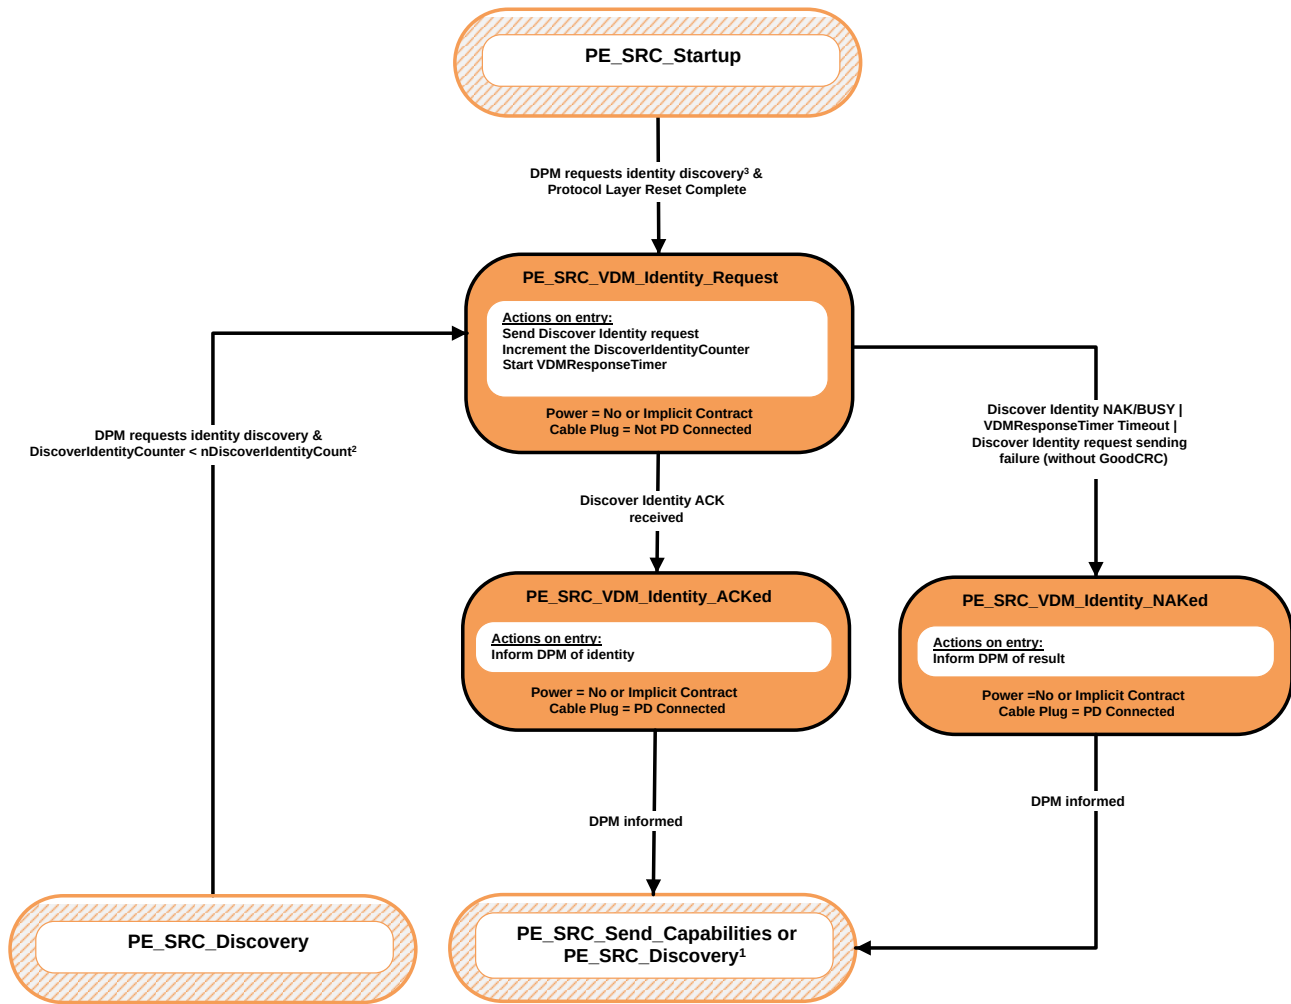 PE_SRC_Startup
DPM requests identity discovery³ &
Protocol Layer Reset Complete
PE_SRC_VDM_Identity_Request
Actions on entry:
Send Discover Identity request
Increment the DiscoverIdentityCounter
Start VDMResponseTimer
Power = No or Implicit Contract
Cable Plug = Not PD Connected
DPM requests identity discovery &
DiscoverIdentityCounter < nDiscoverIdentityCount²
Discover Identity NAK/BUSY |
VDMResponseTimer Timeout |
Discover Identity request sending
failure (without GoodCRC)
Discover Identity ACK
received
PE_SRC_VDM_Identity_ACKed
Actions on entry:
Inform DPM of identity
Power = No or Implicit Contract
Cable Plug = PD Connected
PE_SRC_VDM_Identity_NAKed
Actions on entry:
Inform DPM of result
Power =No or Implicit Contract
Cable Plug = PD Connected
DPM informed
DPM informed
PE_SRC_Discovery
PE_SRC_Send_Capabilities or
PE_SRC_Discovery¹